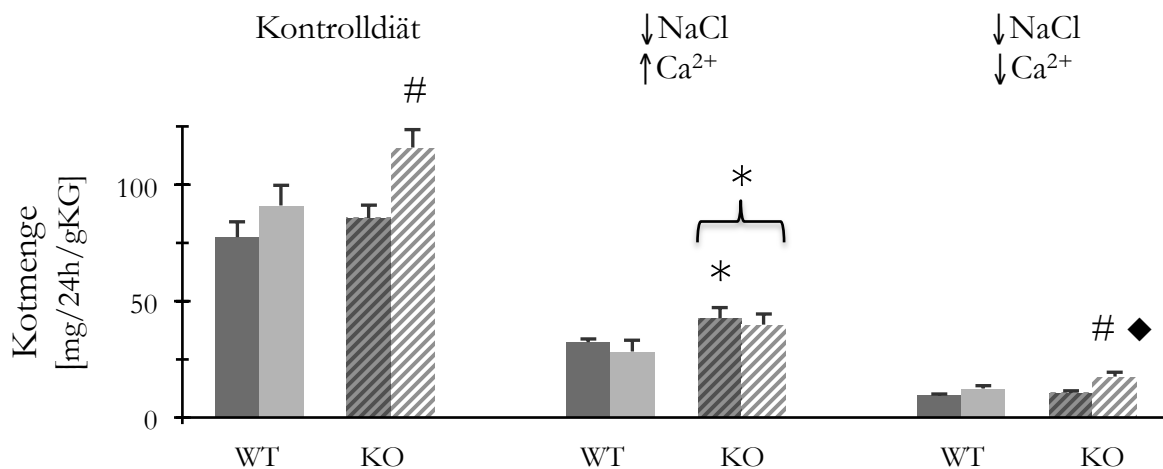 Kontrolldiät
↓NaCl
↑Ca²⁺
↓NaCl
↓Ca²⁺
#
*
*
# ◆
Kotmenge
[mg/24h/gKG]
100
50
0
WT KO WT KO WT KO